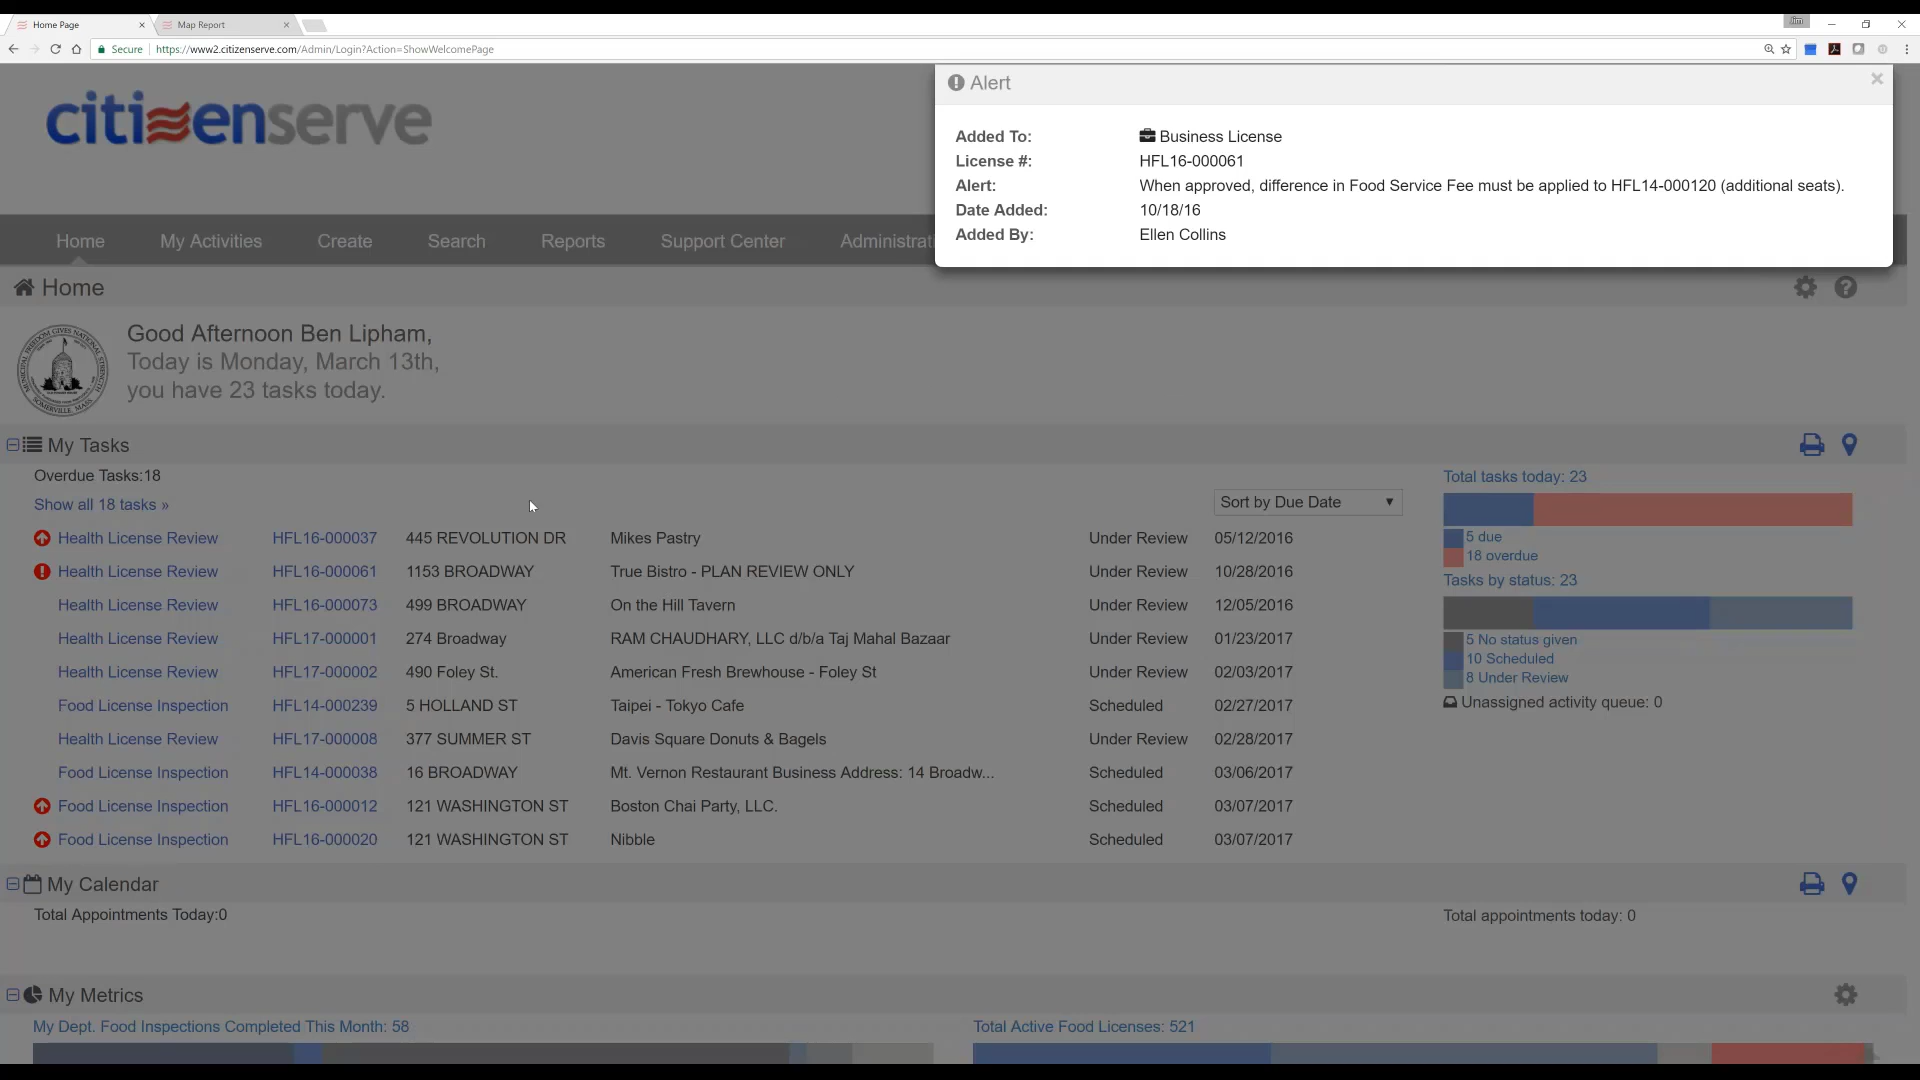 Home Page
Map Report
Jim
Secure https://www2.citizenserve.com/Admin/Login?Action=ShowWelcomePage
citizenserve
Alert
Added To: Business License
License #: HFL16-000061
Alert: When approved, difference in Food Service Fee must be applied to HFL14-000120 (additional seats).
Date Added: 10/18/16
Added By: Ellen Collins
Home My Activities Create Search Reports Support Center Administrati
Home
MUNICIPAL FREEDOM GIVES NATIONAL STRENGTH
SOMERVILLE, MASS
Good Afternoon Ben Lipham,
Today is Monday, March 13th,
you have 23 tasks today.
My Tasks
Overdue Tasks:18
Show all 18 tasks »
Sort by Due Date
Health License Review HFL16-000037 445 REVOLUTION DR Mikes Pastry Under Review 05/12/2016
Health License Review HFL16-000061 1153 BROADWAY True Bistro - PLAN REVIEW ONLY Under Review 10/28/2016
Health License Review HFL16-000073 499 BROADWAY On the Hill Tavern Under Review 12/05/2016
Health License Review HFL17-000001 274 Broadway RAM CHAUDHARY, LLC d/b/a Taj Mahal Bazaar Under Review 01/23/2017
Health License Review HFL17-000002 490 Foley St. American Fresh Brewhouse - Foley St Under Review 02/03/2017
Food License Inspection HFL14-000239 5 HOLLAND ST Taipei - Tokyo Cafe Scheduled 02/27/2017
Health License Review HFL17-000008 377 SUMMER ST Davis Square Donuts & Bagels Under Review 02/28/2017
Food License Inspection HFL14-000038 16 BROADWAY Mt. Vernon Restaurant Business Address: 14 Broadw... Scheduled 03/06/2017
Food License Inspection HFL16-000012 121 WASHINGTON ST Boston Chai Party, LLC. Scheduled 03/07/2017
Food License Inspection HFL16-000020 121 WASHINGTON ST Nibble Scheduled 03/07/2017
Total tasks today: 23
5 due
18 overdue
Tasks by status: 23
5 No status given
10 Scheduled
8 Under Review
Unassigned activity queue: 0
My Calendar
Total Appointments Today:0
Total appointments today: 0
My Metrics
My Dept. Food Inspections Completed This Month: 58
Total Active Food Licenses: 521